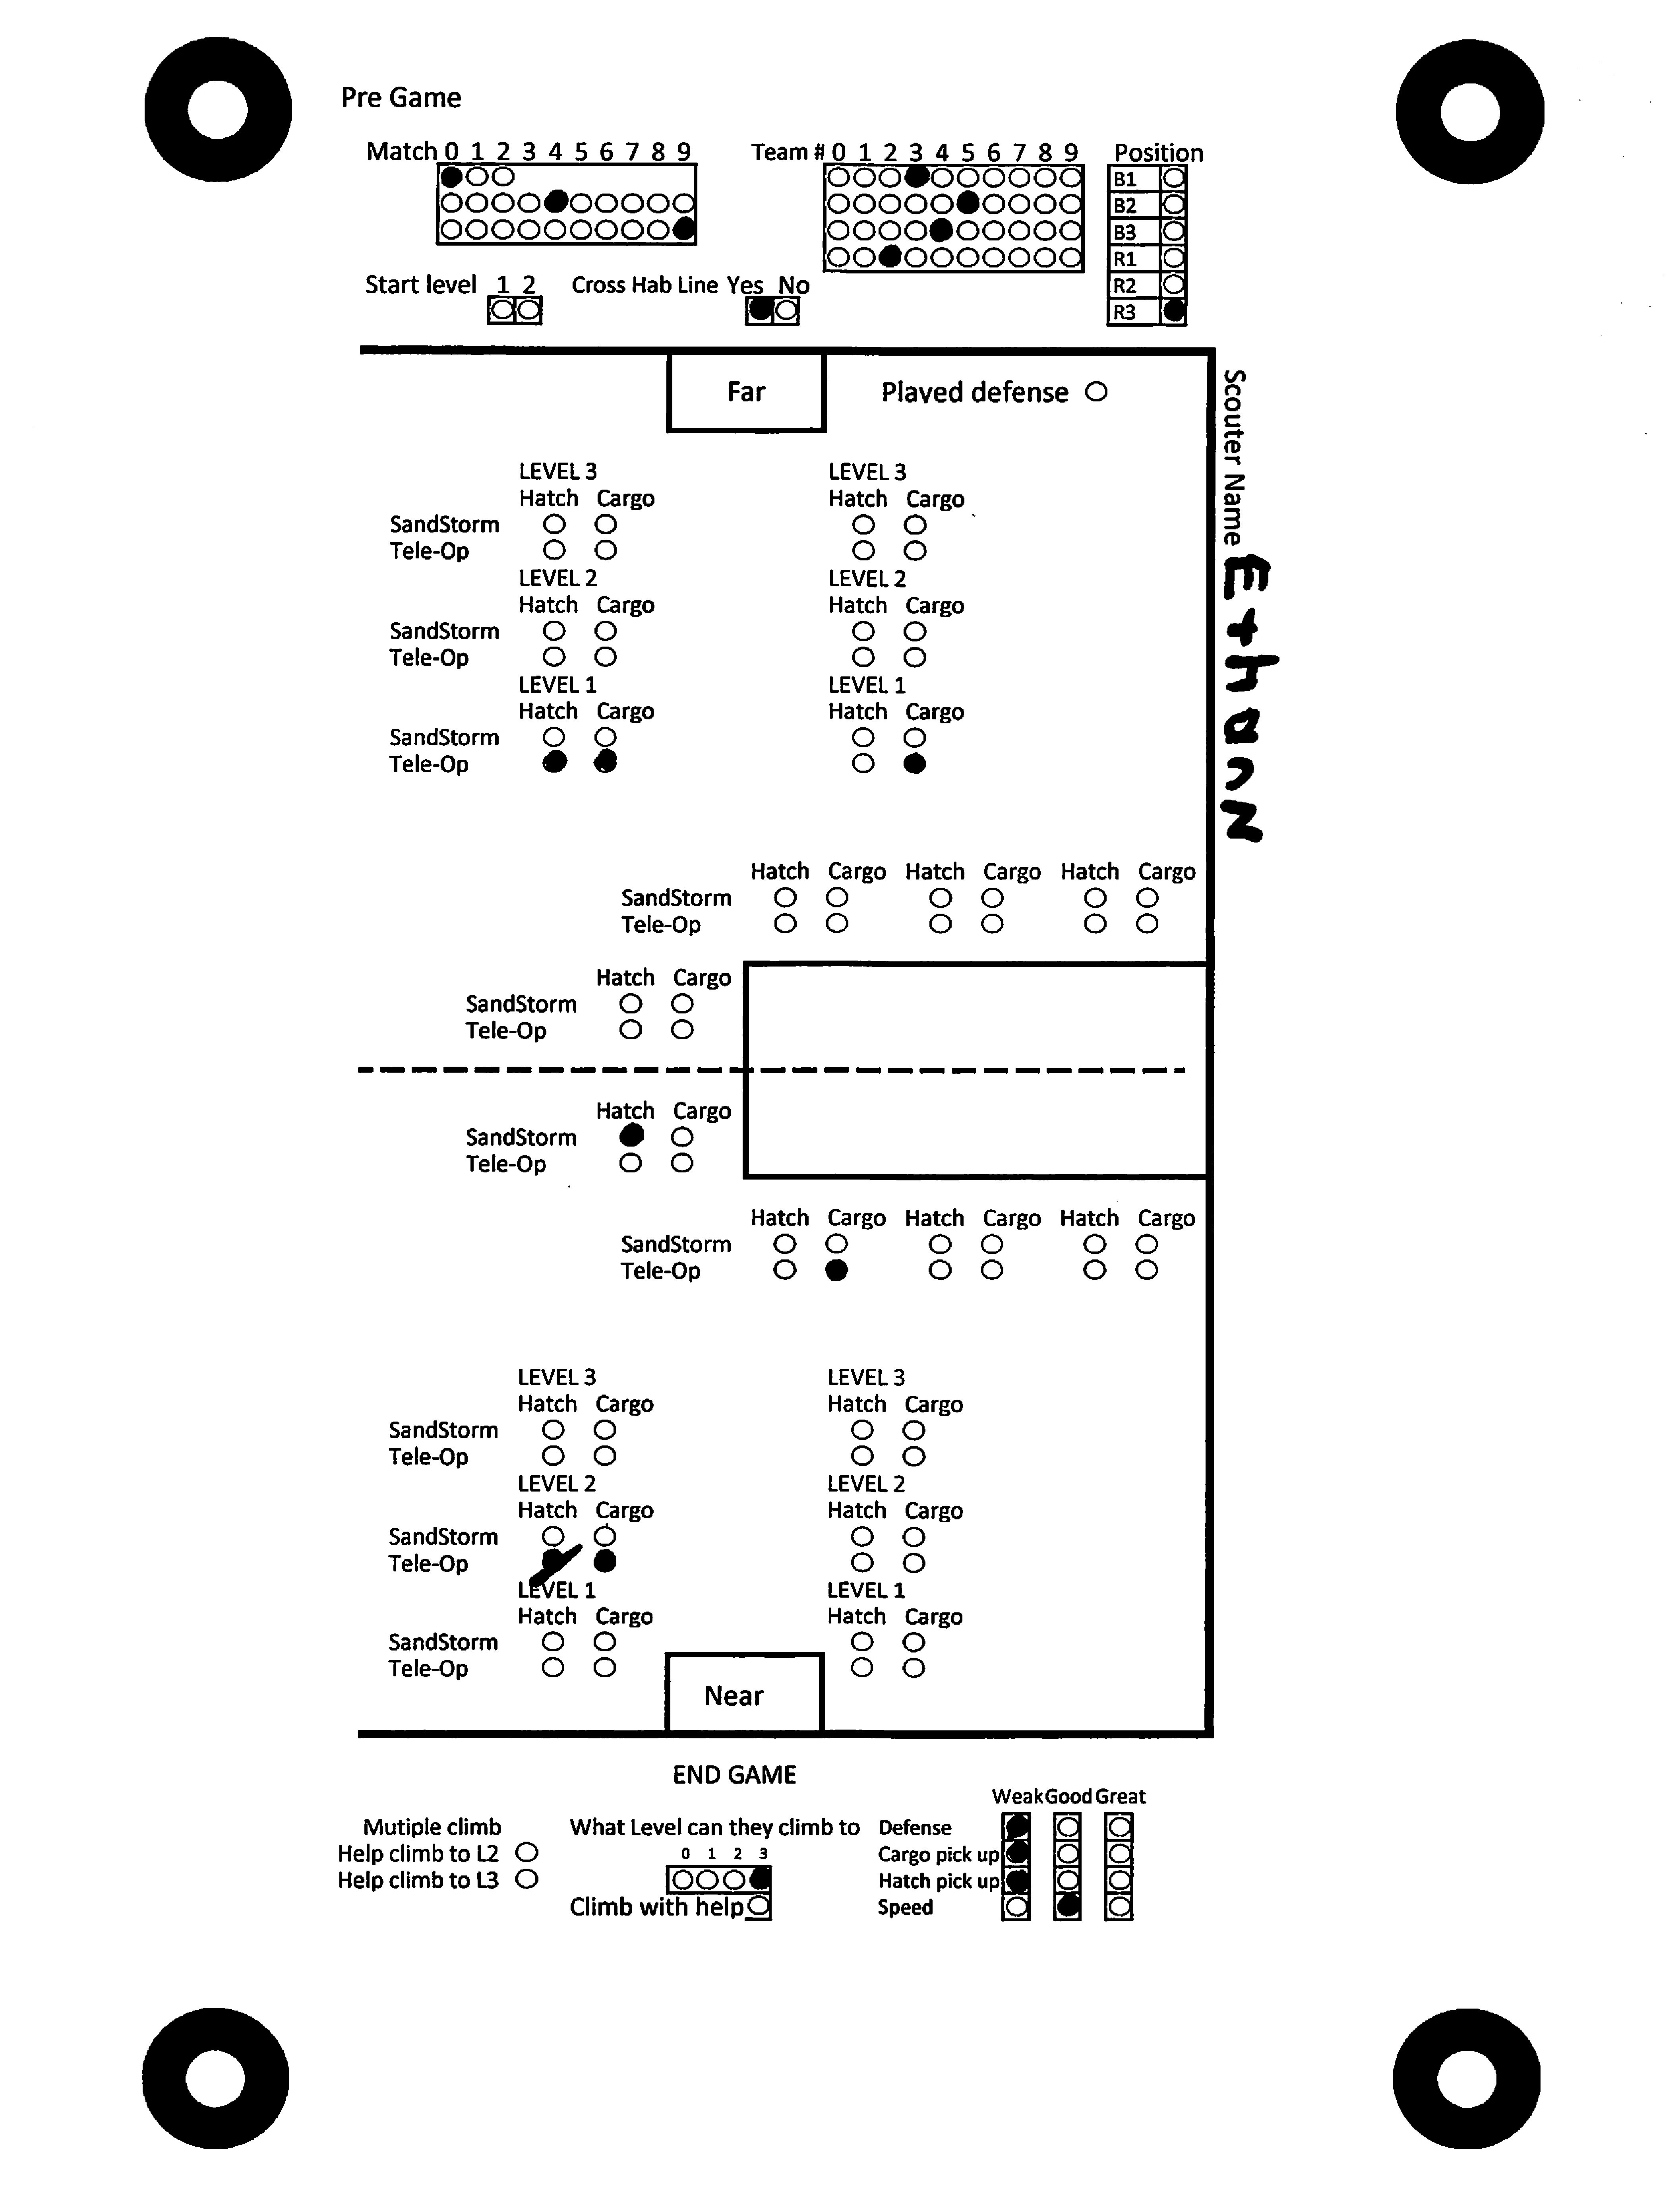 Pre Game
Match 0 1 2 3 4 5 6 7 8 9
Team # 0 1 2 3 4 5 6 7 8 9
Position
B1
B2
B3
R1
R2
R3
Start level 1 2
Cross Hab Line Yes No
Far
Played defense
Scouter Name Ethan
LEVEL 3 LEVEL 3
Hatch Cargo Hatch Cargo
SandStorm
Tele-Op
LEVEL 2 LEVEL 2
Hatch Cargo Hatch Cargo
SandStorm
Tele-Op
LEVEL 1 LEVEL 1
Hatch Cargo Hatch Cargo
SandStorm
Tele-Op
Hatch Cargo Hatch Cargo Hatch Cargo
SandStorm
Tele-Op
Hatch Cargo
SandStorm
Tele-Op
Hatch Cargo
SandStorm
Tele-Op
Hatch Cargo Hatch Cargo Hatch Cargo
SandStorm
Tele-Op
LEVEL 3 LEVEL 3
Hatch Cargo Hatch Cargo
SandStorm
Tele-Op
LEVEL 2 LEVEL 2
Hatch Cargo Hatch Cargo
SandStorm
Tele-Op
LEVEL 1 LEVEL 1
Hatch Cargo Hatch Cargo
SandStorm
Tele-Op
Near
END GAME
Mutiple climb
Help climb to L2
Help climb to L3
What Level can they climb to
0 1 2 3
Climb with help
Weak Good Great
Defense
Cargo pick up
Hatch pick up
Speed